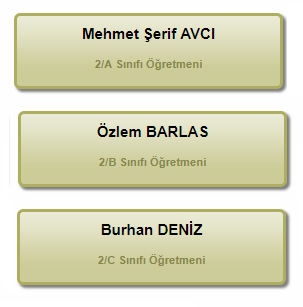 Mehmet Şerif AVCI
2/A Sınıfı Öğretmeni
Özlem BARLAS
2/B Sınıfı Öğretmeni
Burhan DENİZ
2/C Sınıfı Öğretmeni